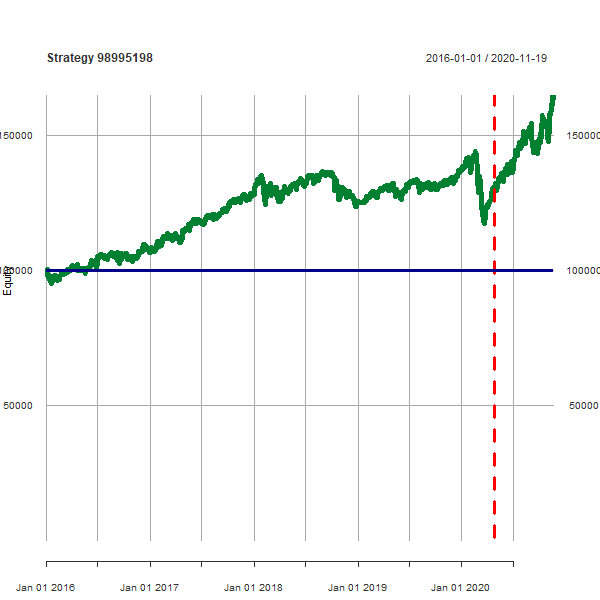 Strategy 98995198
2016-01-01 / 2020-11-19
150000
150000
100000
100000
Equity
50000
50000
Jan 01 2016
Jan 01 2017
Jan 01 2018
Jan 01 2019
Jan 01 2020